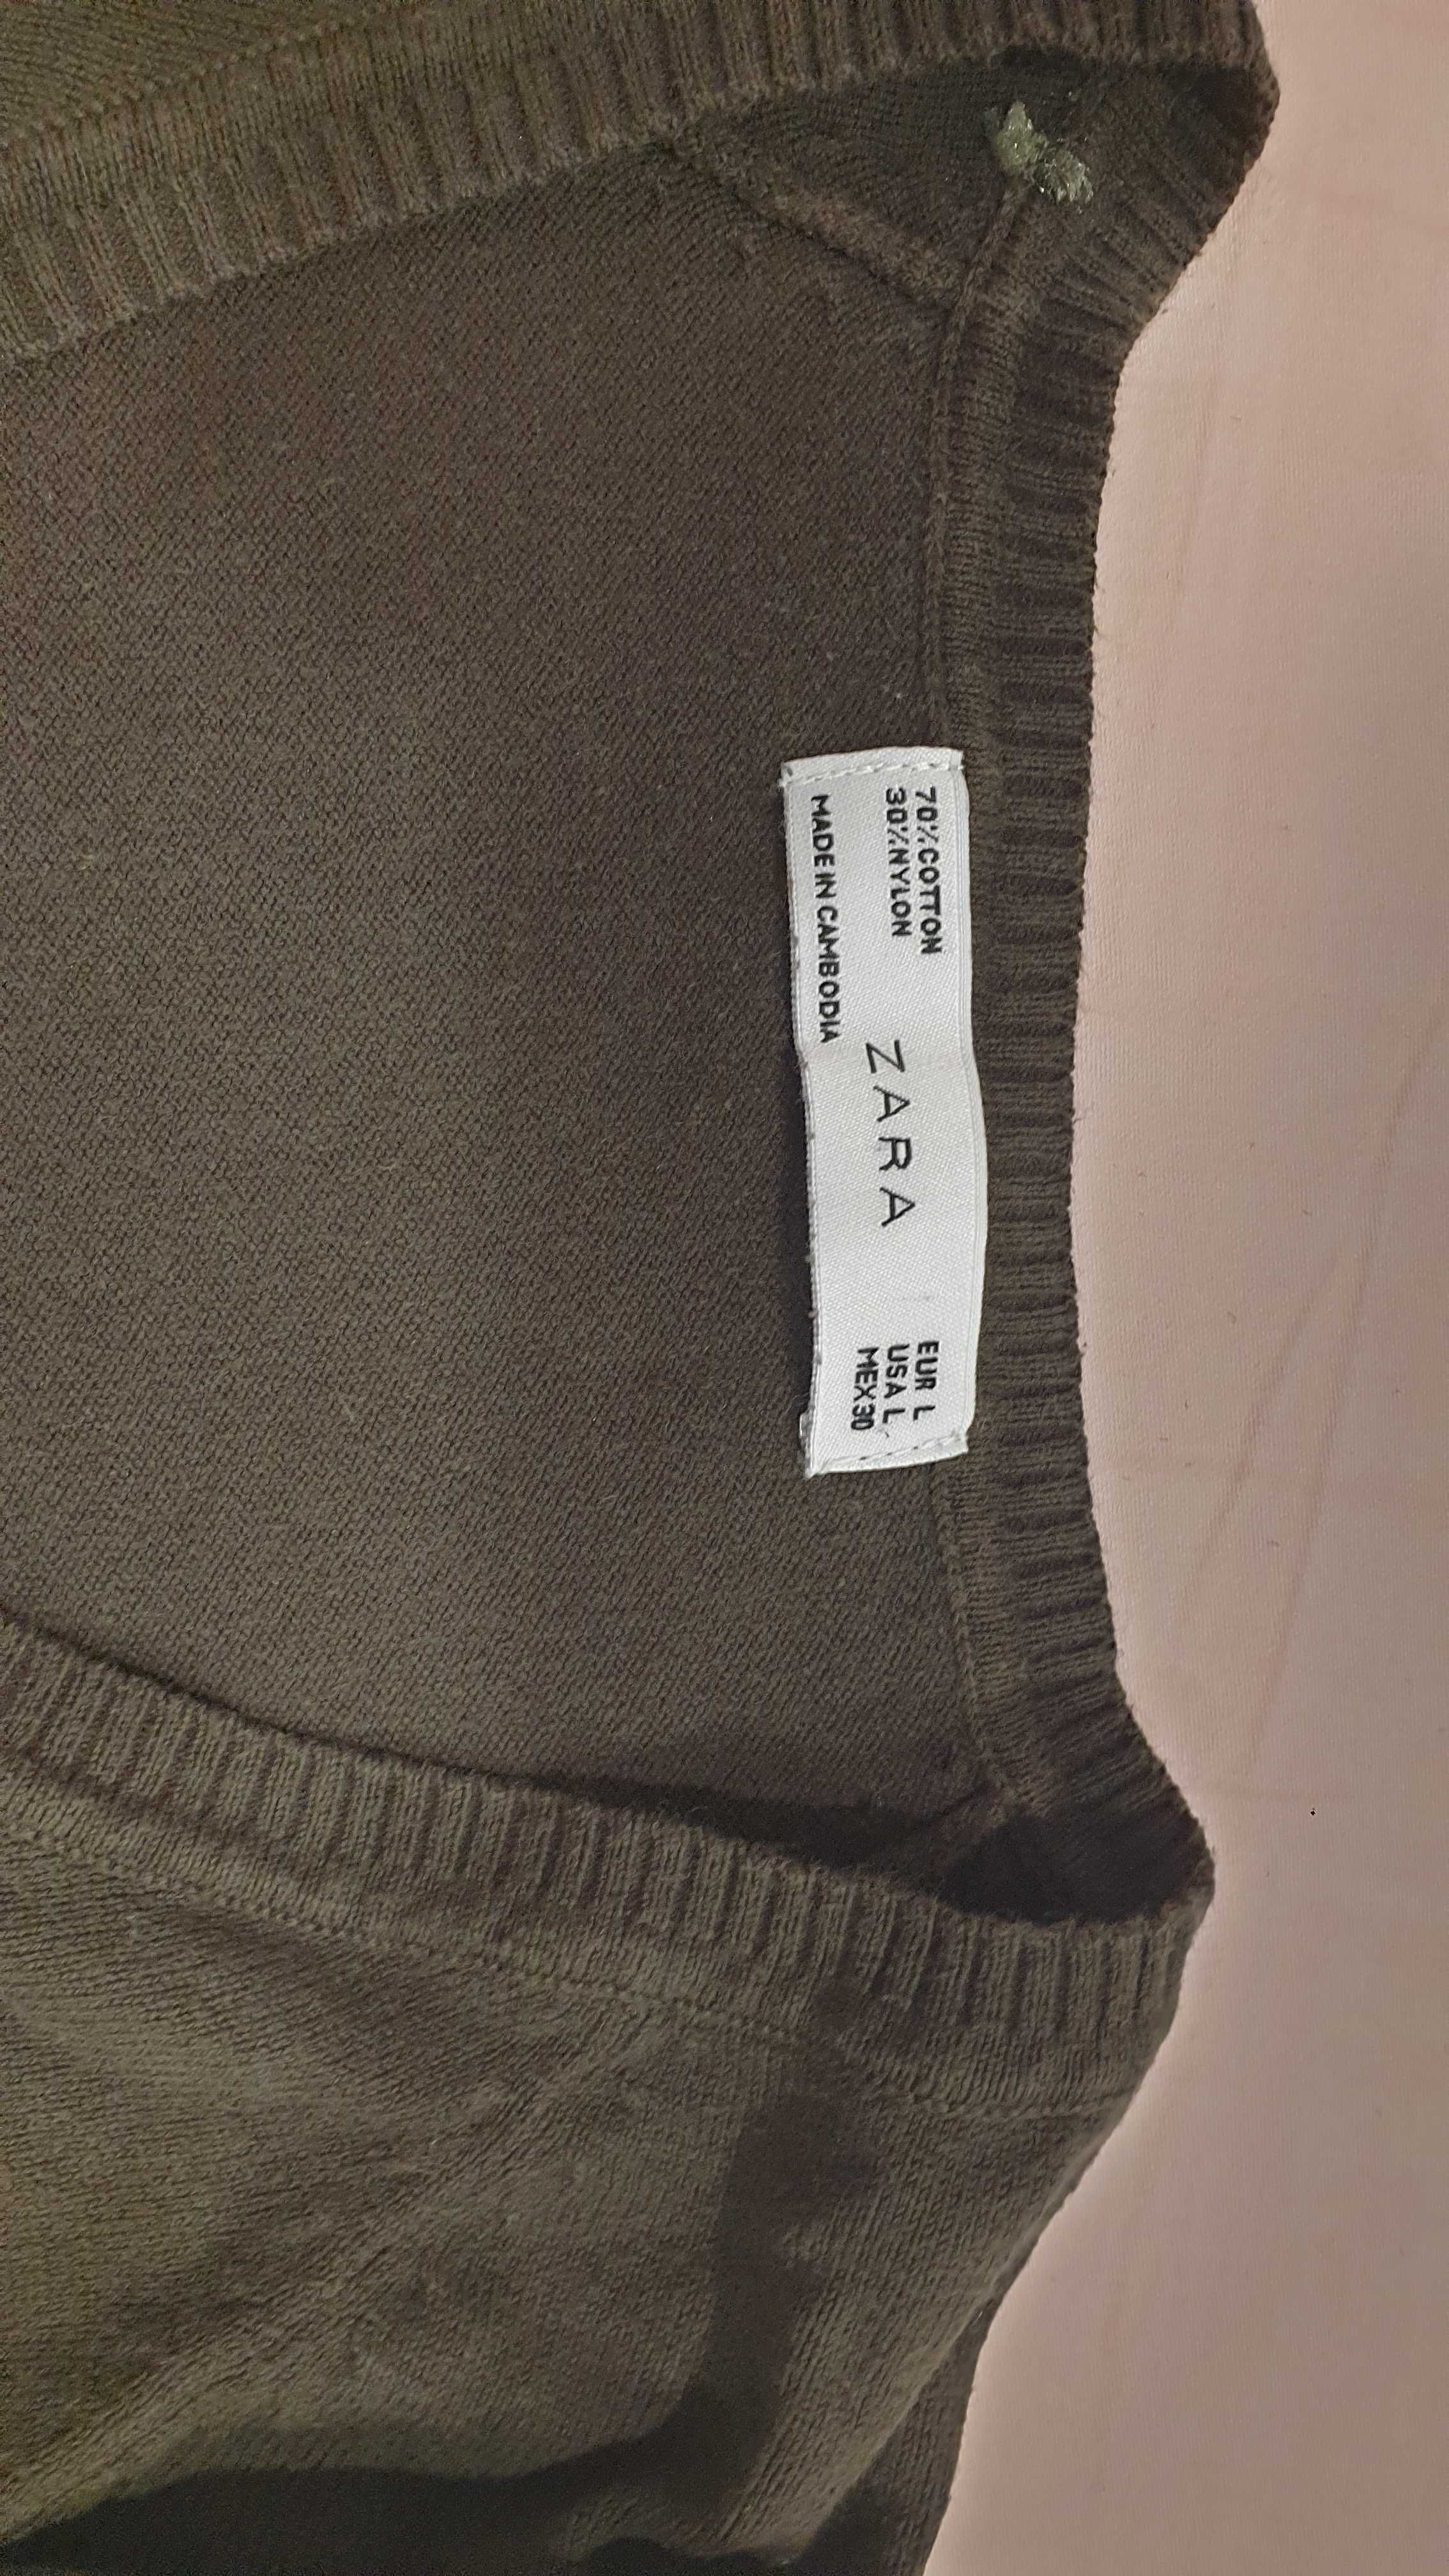 70%COTTON
30%NYLON
MADE IN CAMBODIA
ZARA
EUR L
USA L
MEX 30